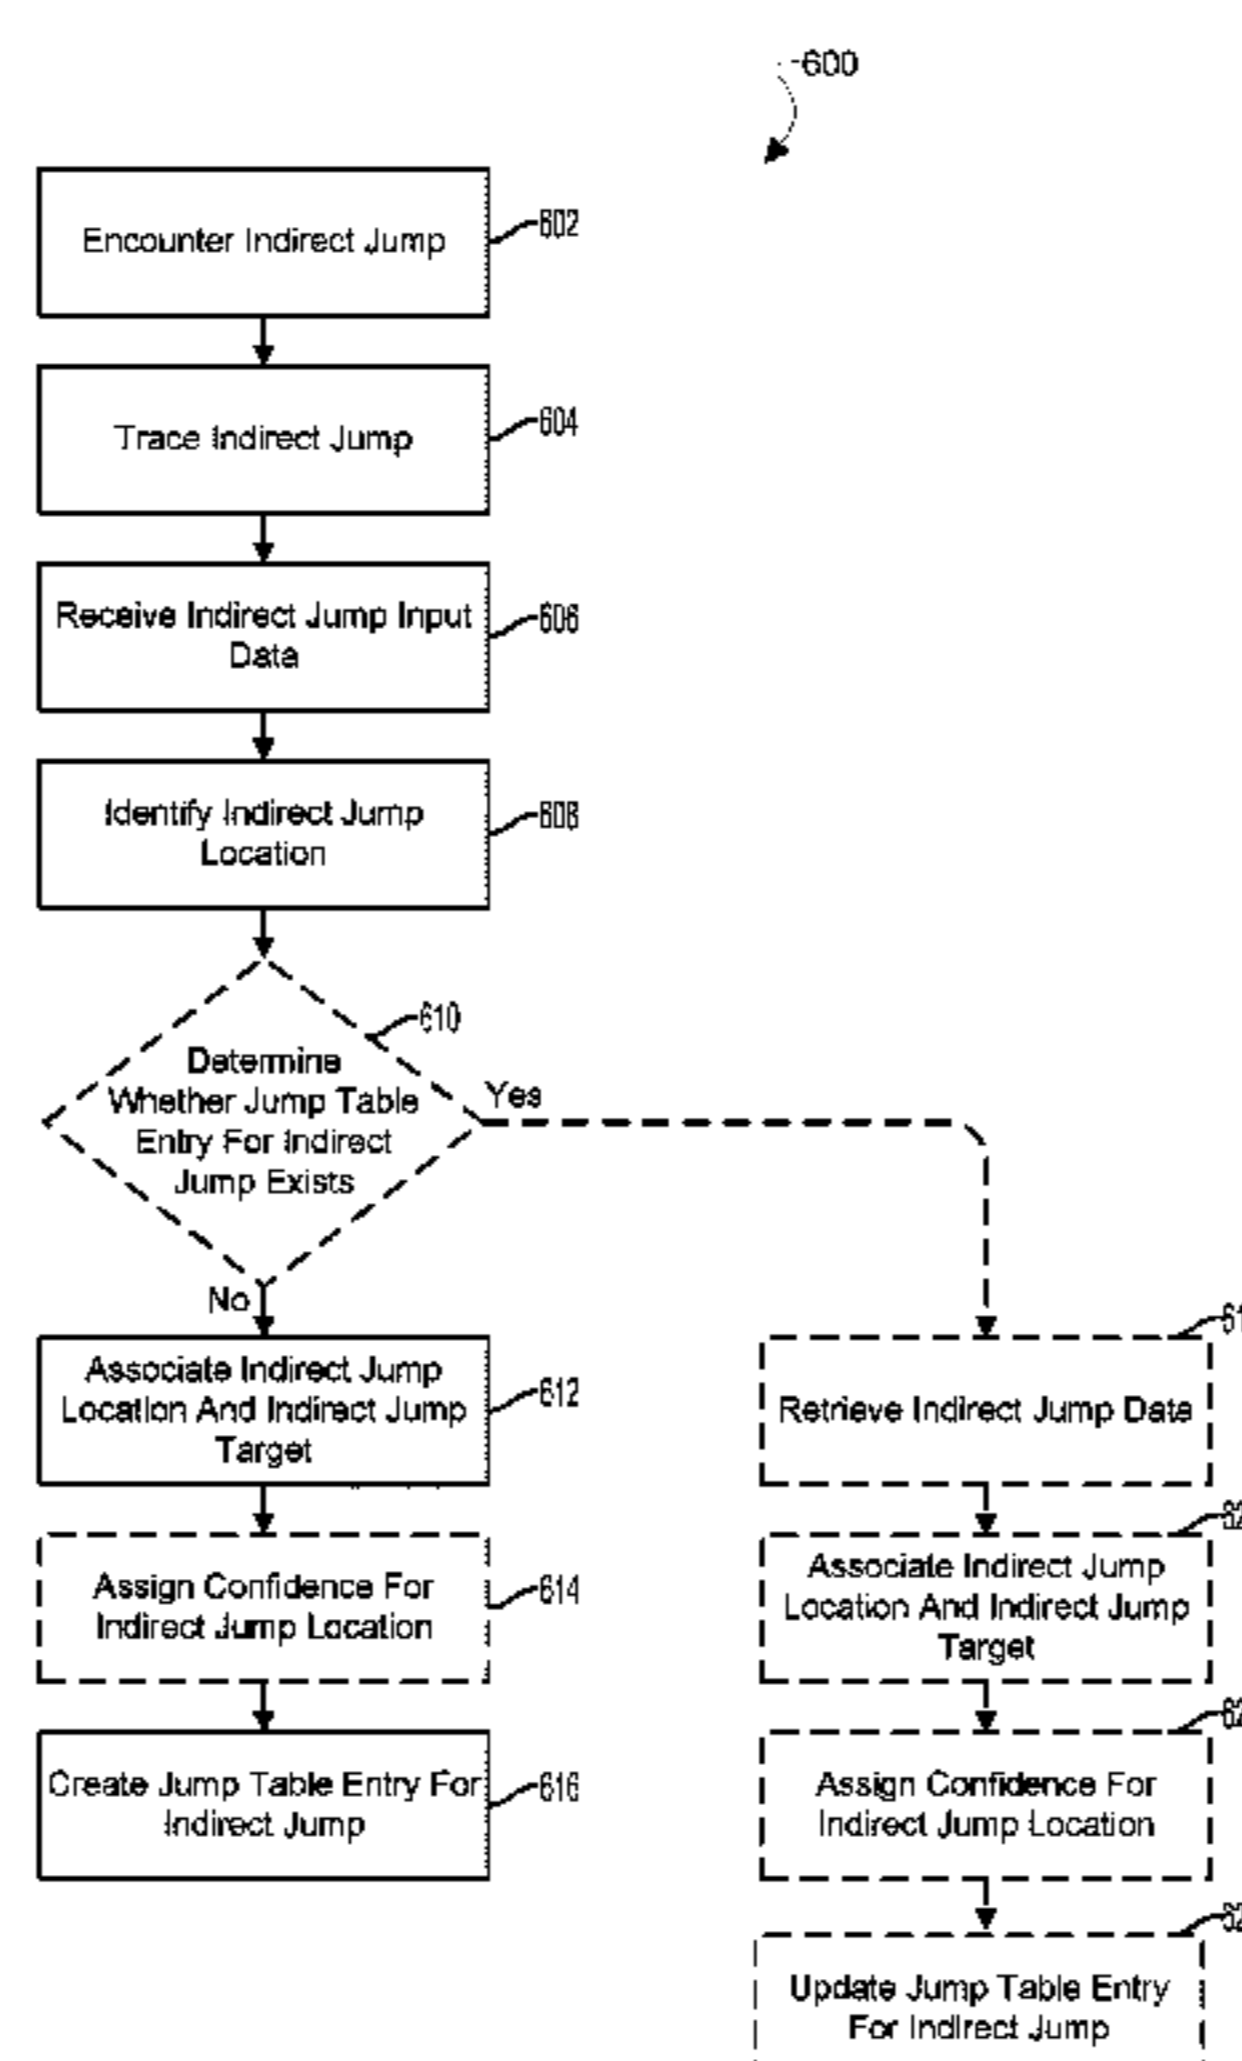 600
Encounter Indirect Jump
602
Trace Indirect Jump
604
Receive Indirect Jump Input
Data
606
Identify Indirect Jump
Location
608
610
Determine
Whether Jump Table
Entry For Indirect
Jump Exists
Yes
No
Associate Indirect Jump
Location And Indirect Jump
Target
612
Assign Confidence For
Indirect Jump Location
614
Create Jump Table Entry For
Indirect Jump
616
Retrieve Indirect Jump Data
Associate Indirect Jump
Location And Indirect Jump
Target
Assign Confidence For
Indirect Jump Location
Update Jump Table Entry
For Indirect Jump